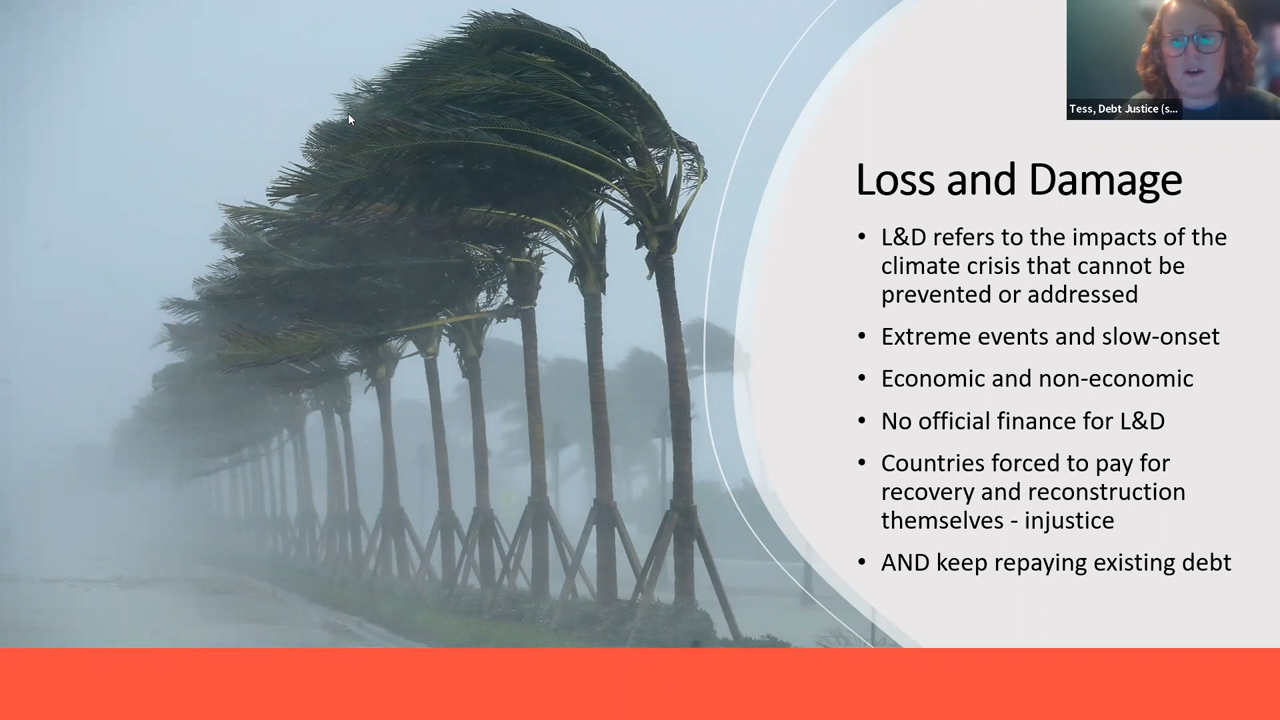 Tess, Debt Justice (s...
Loss and Damage
• L&D refers to the impacts of the
climate crisis that cannot be
prevented or addressed
• Extreme events and slow-onset
• Economic and non-economic
• No official finance for L&D
• Countries forced to pay for
recovery and reconstruction
themselves - injustice
• AND keep repaying existing debt